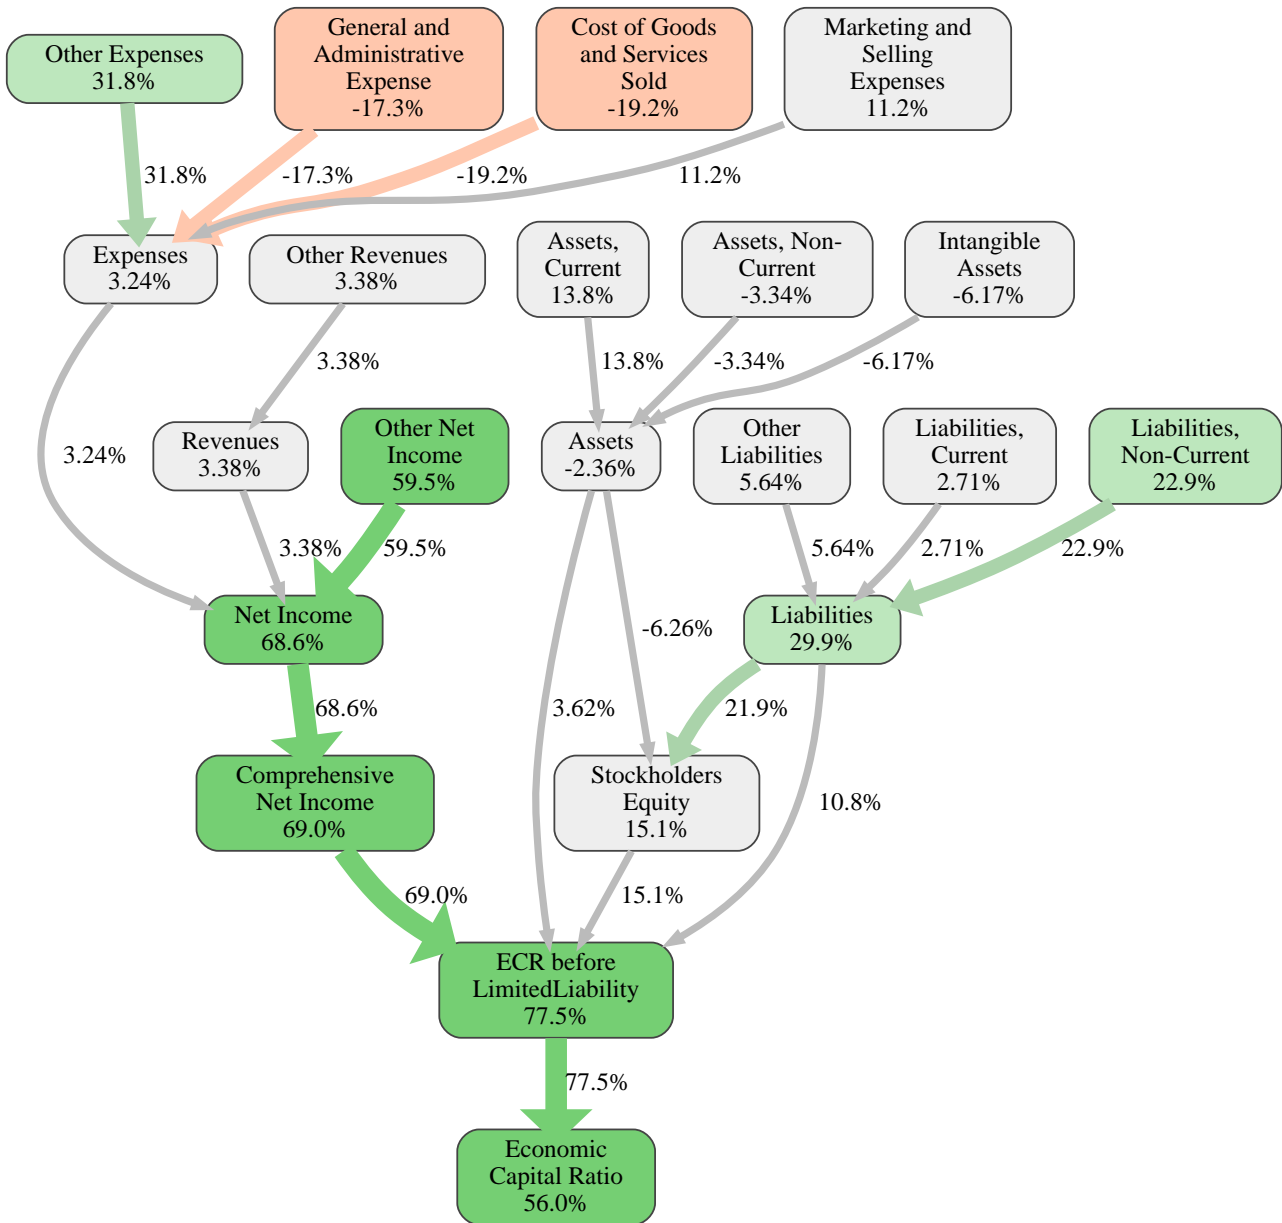 Other Expenses
31.8%
General and
Administrative
Expense
-17.3%
Cost of Goods
and Services
Sold
-19.2%
Marketing and
Selling
Expenses
11.2%
31.8%
-17.3%
-19.2%
11.2%
Expenses
3.24%
Other Revenues
3.38%
Assets,
Current
13.8%
Assets, Non-
Current
-3.34%
Intangible
Assets
-6.17%
3.38%
13.8%
-3.34%
-6.17%
3.24%
Revenues
3.38%
Other Net
Income
59.5%
Assets
-2.36%
Other
Liabilities
5.64%
Liabilities,
Current
2.71%
Liabilities,
Non-Current
22.9%
3.38%
59.5%
5.64%
2.71%
22.9%
Net Income
68.6%
-6.26%
Liabilities
29.9%
68.6%
3.62%
21.9%
Comprehensive
Net Income
69.0%
Stockholders
Equity
15.1%
10.8%
69.0%
15.1%
ECR before
LimitedLiability
77.5%
77.5%
Economic
Capital Ratio
56.0%